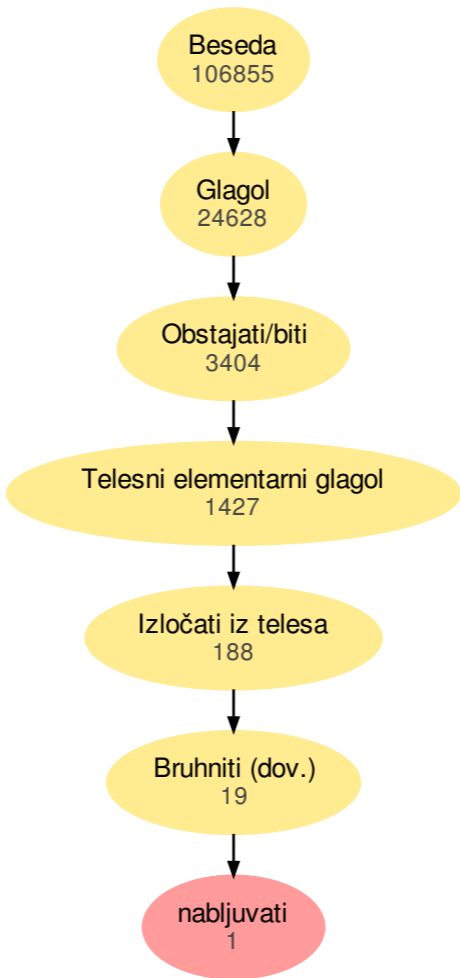 Beseda
106855
Glagol
24628
Obstajati/biti
3404
Telesni elementarni glagol
1427
Izločati iz telesa
188
Bruhniti (dov.)
19
nabljuvati
1